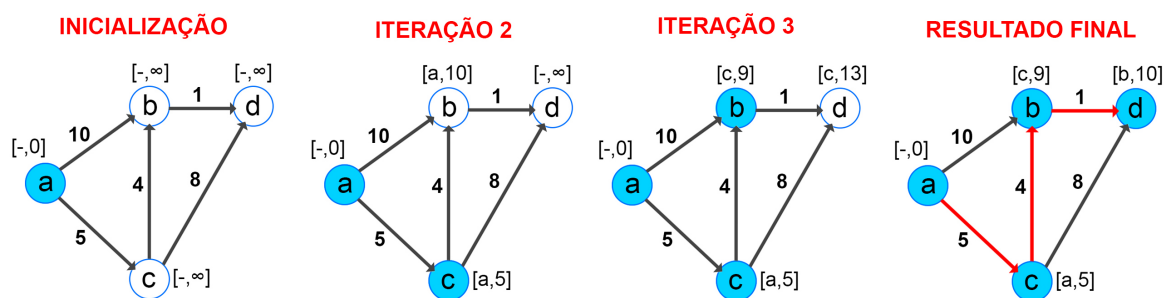 INICIALIZAÇÃO
[-,∞] [-,∞]
b 1 d
10
[-,0]
a 4 8
5
c [-,∞]
ITERAÇÃO 2
[a,10] [-,∞]
b 1 d
10
[-,0]
a 4 8
5
c [a,5]
ITERAÇÃO 3
[c,9] [c,13]
b 1 d
10
[-,0]
a 4 8
5
c [a,5]
RESULTADO FINAL
[c,9] [b,10]
b 1 d
10
[-,0]
a 4 8
5
c [a,5]